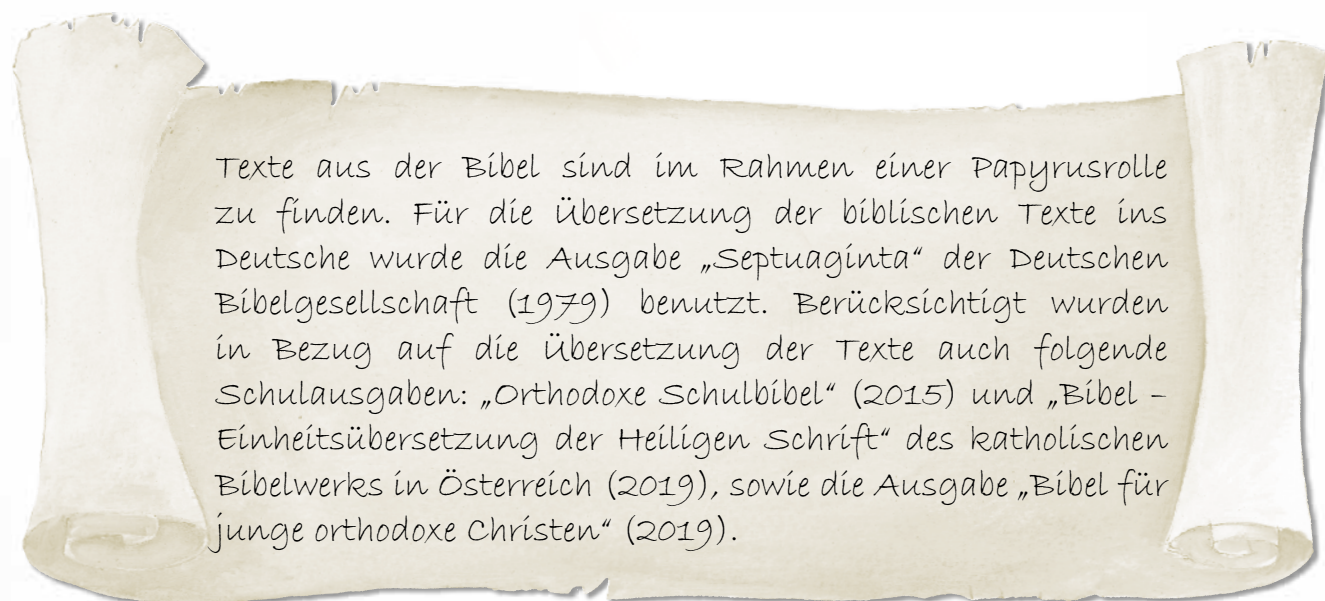 Texte aus der Bibel sind im Rahmen einer Papyrusrolle
zu finden. Für die Übersetzung der biblischen Texte ins
Deutsche wurde die Ausgabe „Septuaginta“ der Deutschen
Bibelgesellschaft (1979) benutzt. Berücksichtigt wurden
in Bezug auf die Übersetzung der Texte auch folgende
Schulausgaben: „Orthodoxe Schulbibel“ (2015) und „Bibel –
Einheitsübersetzung der Heiligen Schrift“ des katholischen
Bibelwerks in Österreich (2019), sowie die Ausgabe „Bibel für
junge orthodoxe Christen“ (2019).